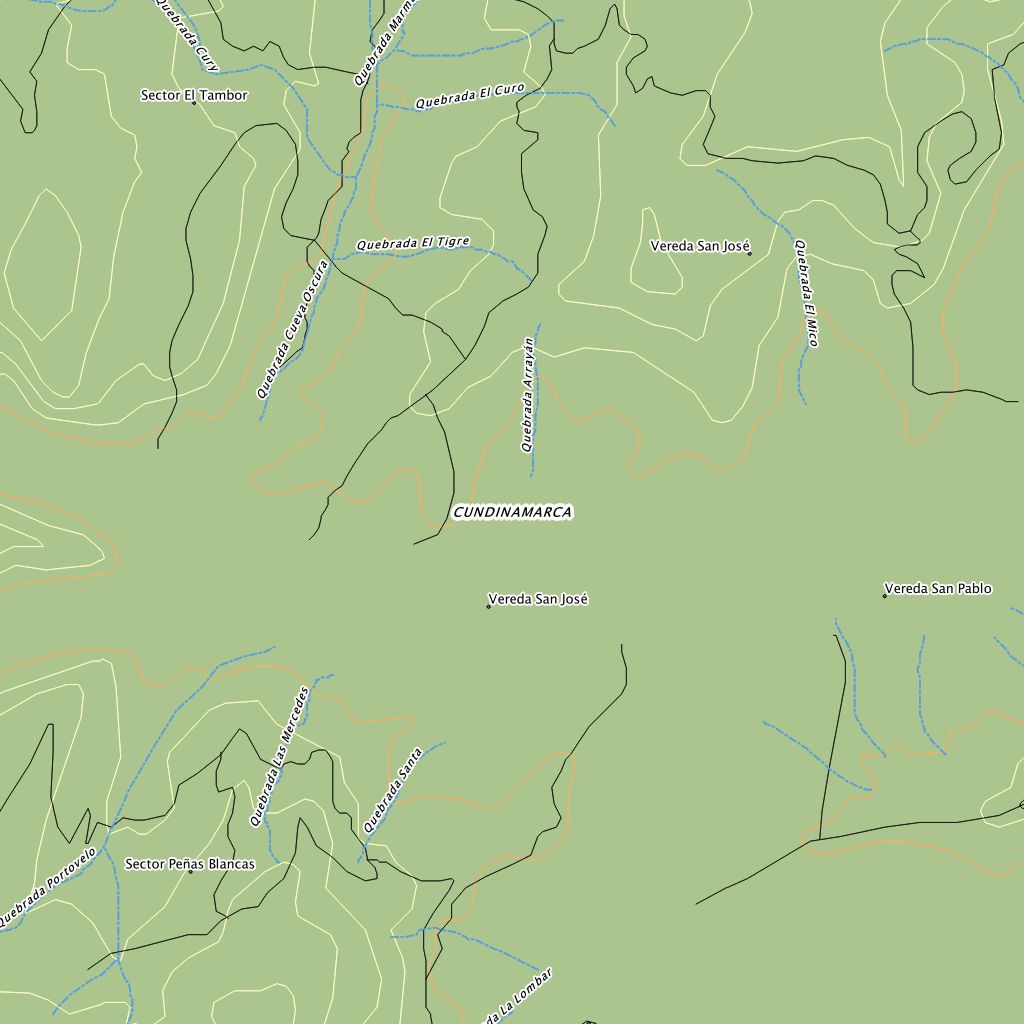 Quebrada Cury
Quebrada
Sector El Tambor
Quebrada El Curo
Quebrada El Tigre
Vereda San José
Quebrada El Mico
Quebrada Cueva Oscura
Quebrada Arrayán
CUNDINAMARCA
Vereda San José
Vereda San Pablo
Quebrada Las Mercedes
Quebrada Santa
Sector Peñas Blancas
Quebrada Portovelo
da La Lombar